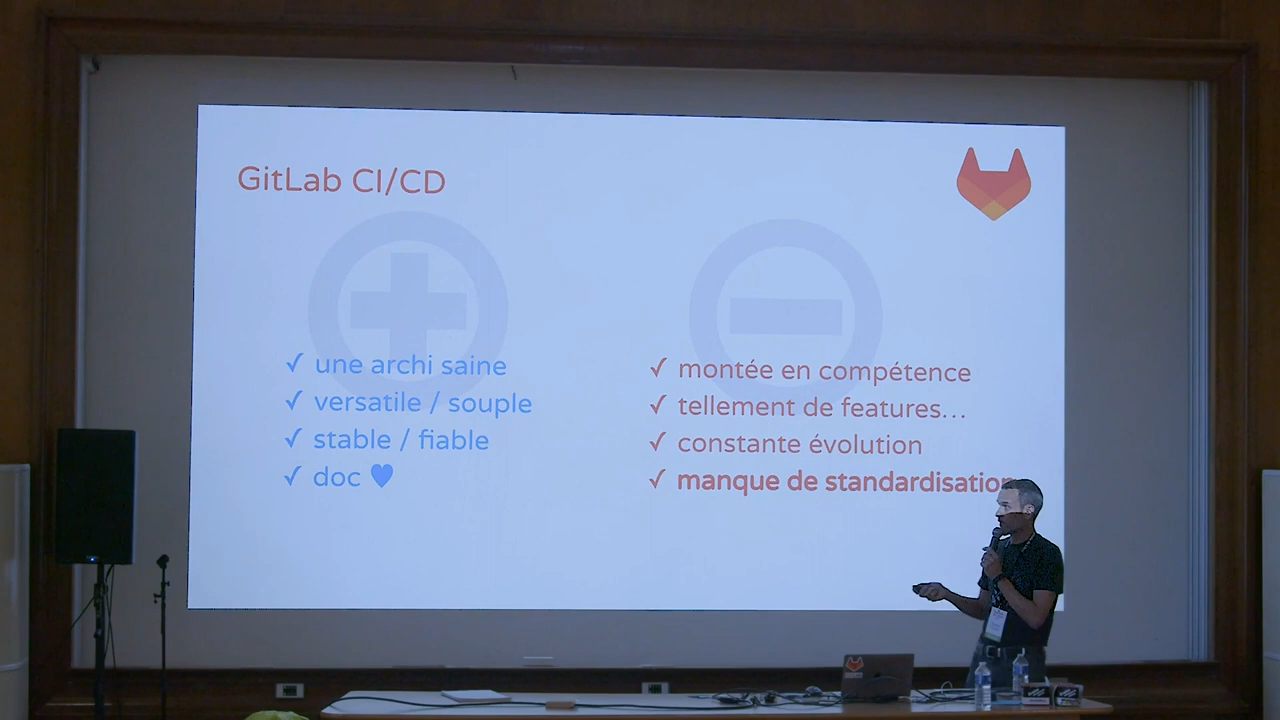 GitLab CI/CD
✓ une archi saine
✓ versatile / souple
✓ stable / fiable
✓ doc ♥
✓ montée en compétence
✓ tellement de features…
✓ constante évolution
✓ manque de standardisation